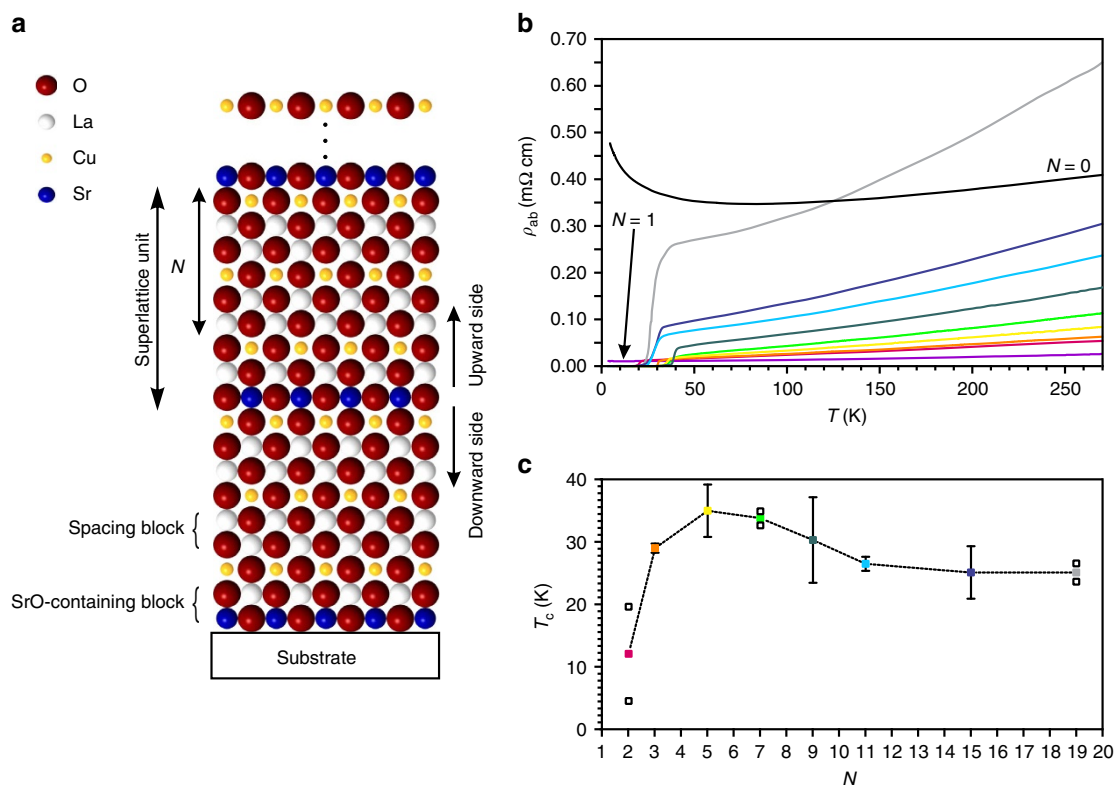 a
O
La
Cu
Sr
Superlattice unit
N
Upward side
Downward side
Spacing block
SrO-containing block
Substrate
b
0.70
0.60
0.50
0.40
0.30
0.20
0.10
0.00
ρab (mΩ cm)
N = 0
N = 1
0
50
100
150
200
250
T (K)
c
40
30
20
10
0
Tc (K)
1 2 3 4 5 6 7 8 9 10 11 12 13 14 15 16 17 18 19 20
N